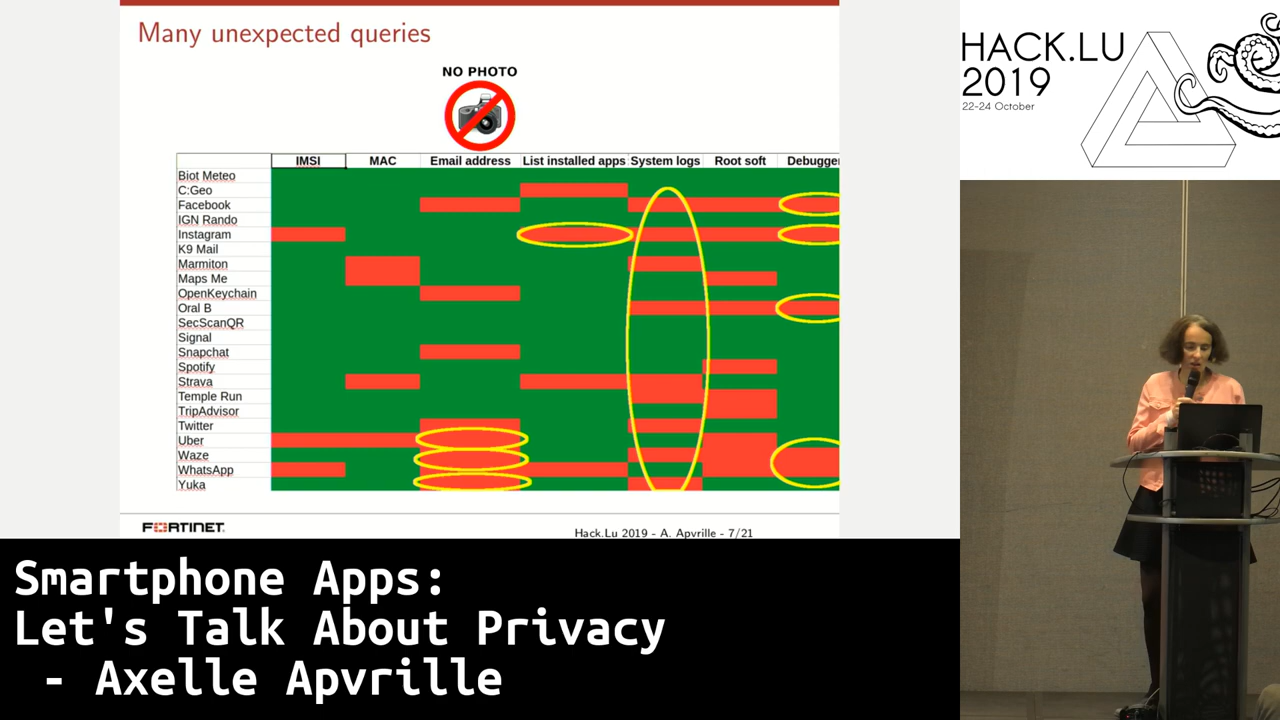 Many unexpected queries
NO PHOTO
IMSI MAC Email address List installed apps System logs Root soft Debugger
Biot Meteo
C:Geo
Facebook
IGN Rando
Instagram
K9 Mail
Marmiton
Maps Me
OpenKeychain
Oral B
SecScanQR
Signal
Snapchat
Spotify
Strava
Temple Run
TripAdvisor
Twitter
Uber
Waze
WhatsApp
Yuka
FORTINET
Hack.Lu 2019 - A. Apvrille - 7/21
HACK.LU
2019
22-24 October
Smartphone Apps:
Let's Talk About Privacy
- Axelle Apvrille